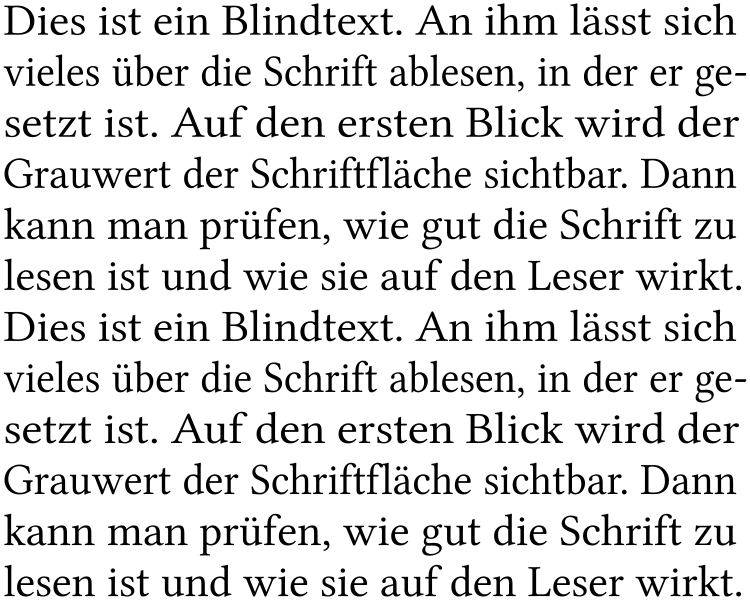 Dies ist ein Blindtext. An ihm lässt sich
vieles über die Schrift ablesen, in der er ge-
setzt ist. Auf den ersten Blick wird der
Grauwert der Schriftfläche sichtbar. Dann
kann man prüfen, wie gut die Schrift zu
lesen ist und wie sie auf den Leser wirkt.
Dies ist ein Blindtext. An ihm lässt sich
vieles über die Schrift ablesen, in der er ge-
setzt ist. Auf den ersten Blick wird der
Grauwert der Schriftfläche sichtbar. Dann
kann man prüfen, wie gut die Schrift zu
lesen ist und wie sie auf den Leser wirkt.